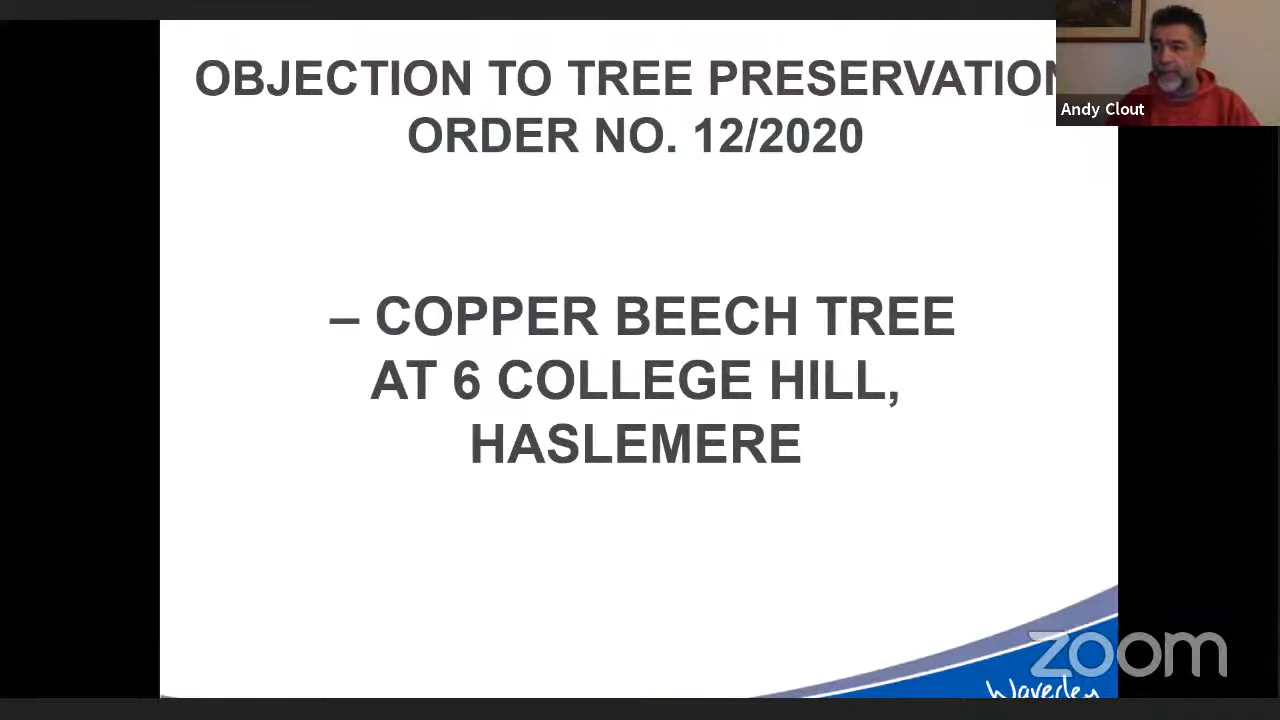 OBJECTION TO TREE PRESERVATION
ORDER NO. 12/2020
Andy Clout
– COPPER BEECH TREE
AT 6 COLLEGE HILL,
HASLEMERE
zoom
Waverley